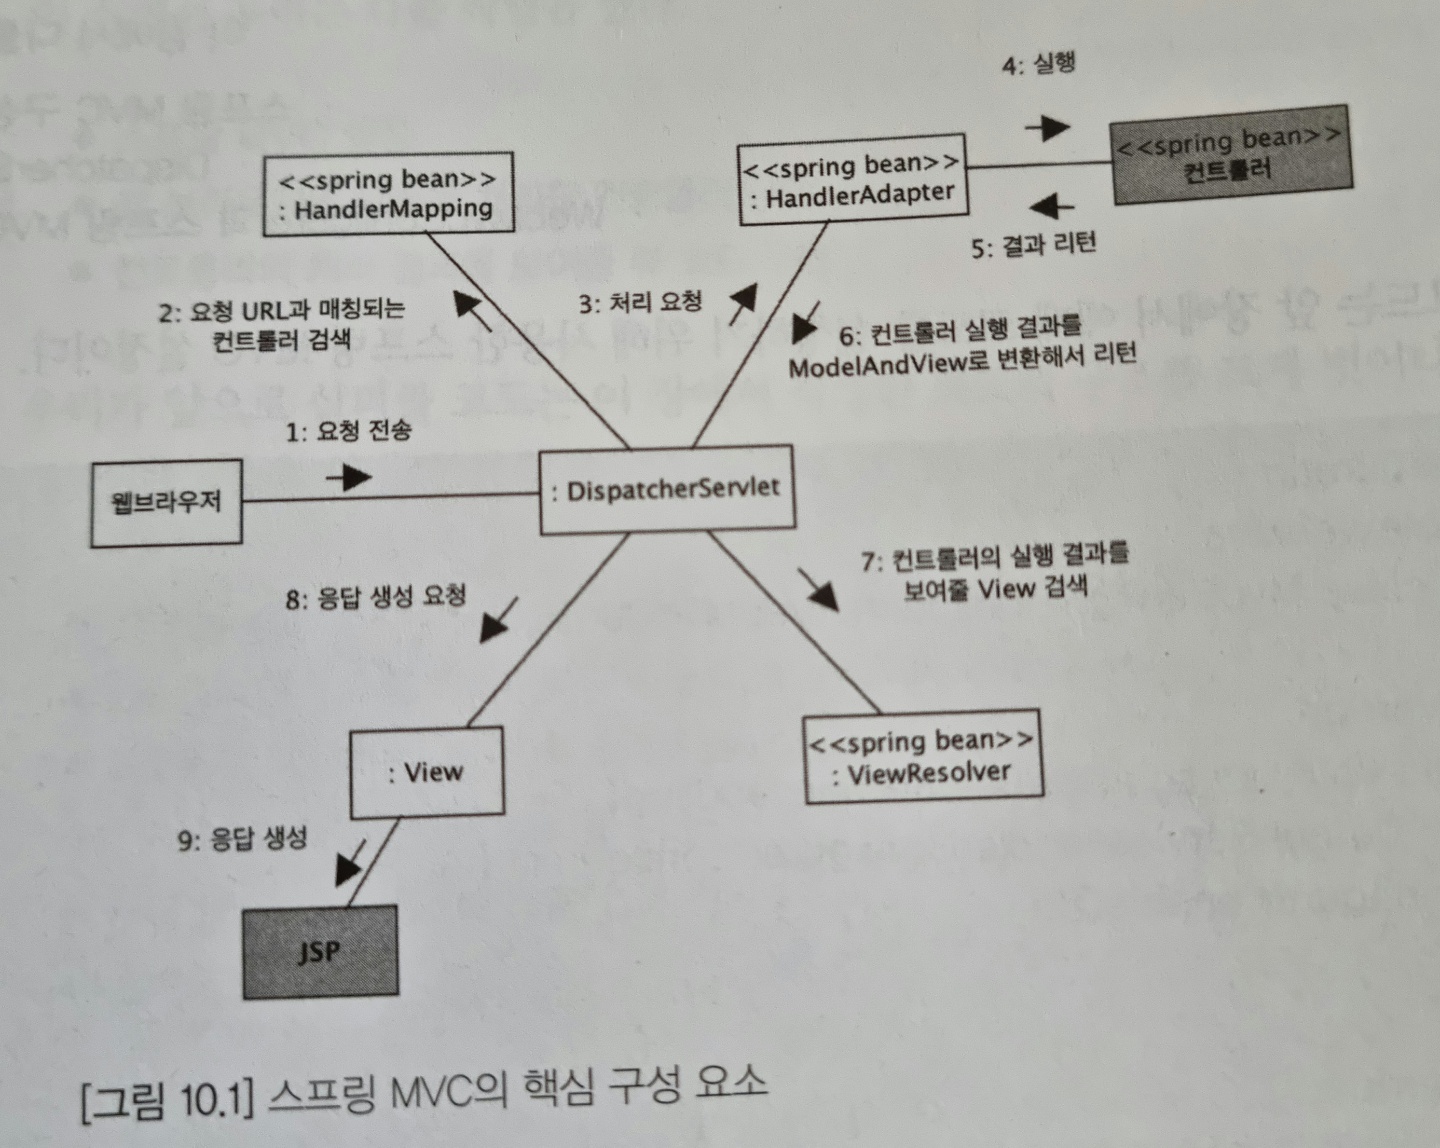 4: 실행
<<spring bean>>
: HandlerMapping
<<spring bean>>
: HandlerAdapter
<<spring bean>>
컨트롤러
5: 결과 리턴
2: 요청 URL과 매칭되는
컨트롤러 검색
3: 처리 요청
6: 컨트롤러 실행 결과를
ModelAndView로 변환해서 리턴
1: 요청 전송
웹브라우저
: DispatcherServlet
8: 응답 생성 요청
7: 컨트롤러의 실행 결과를
보여줄 View 검색
: View
<<spring bean>>
: ViewResolver
9: 응답 생성
JSP
[그림 10.1] 스프링 MVC의 핵심 구성 요소